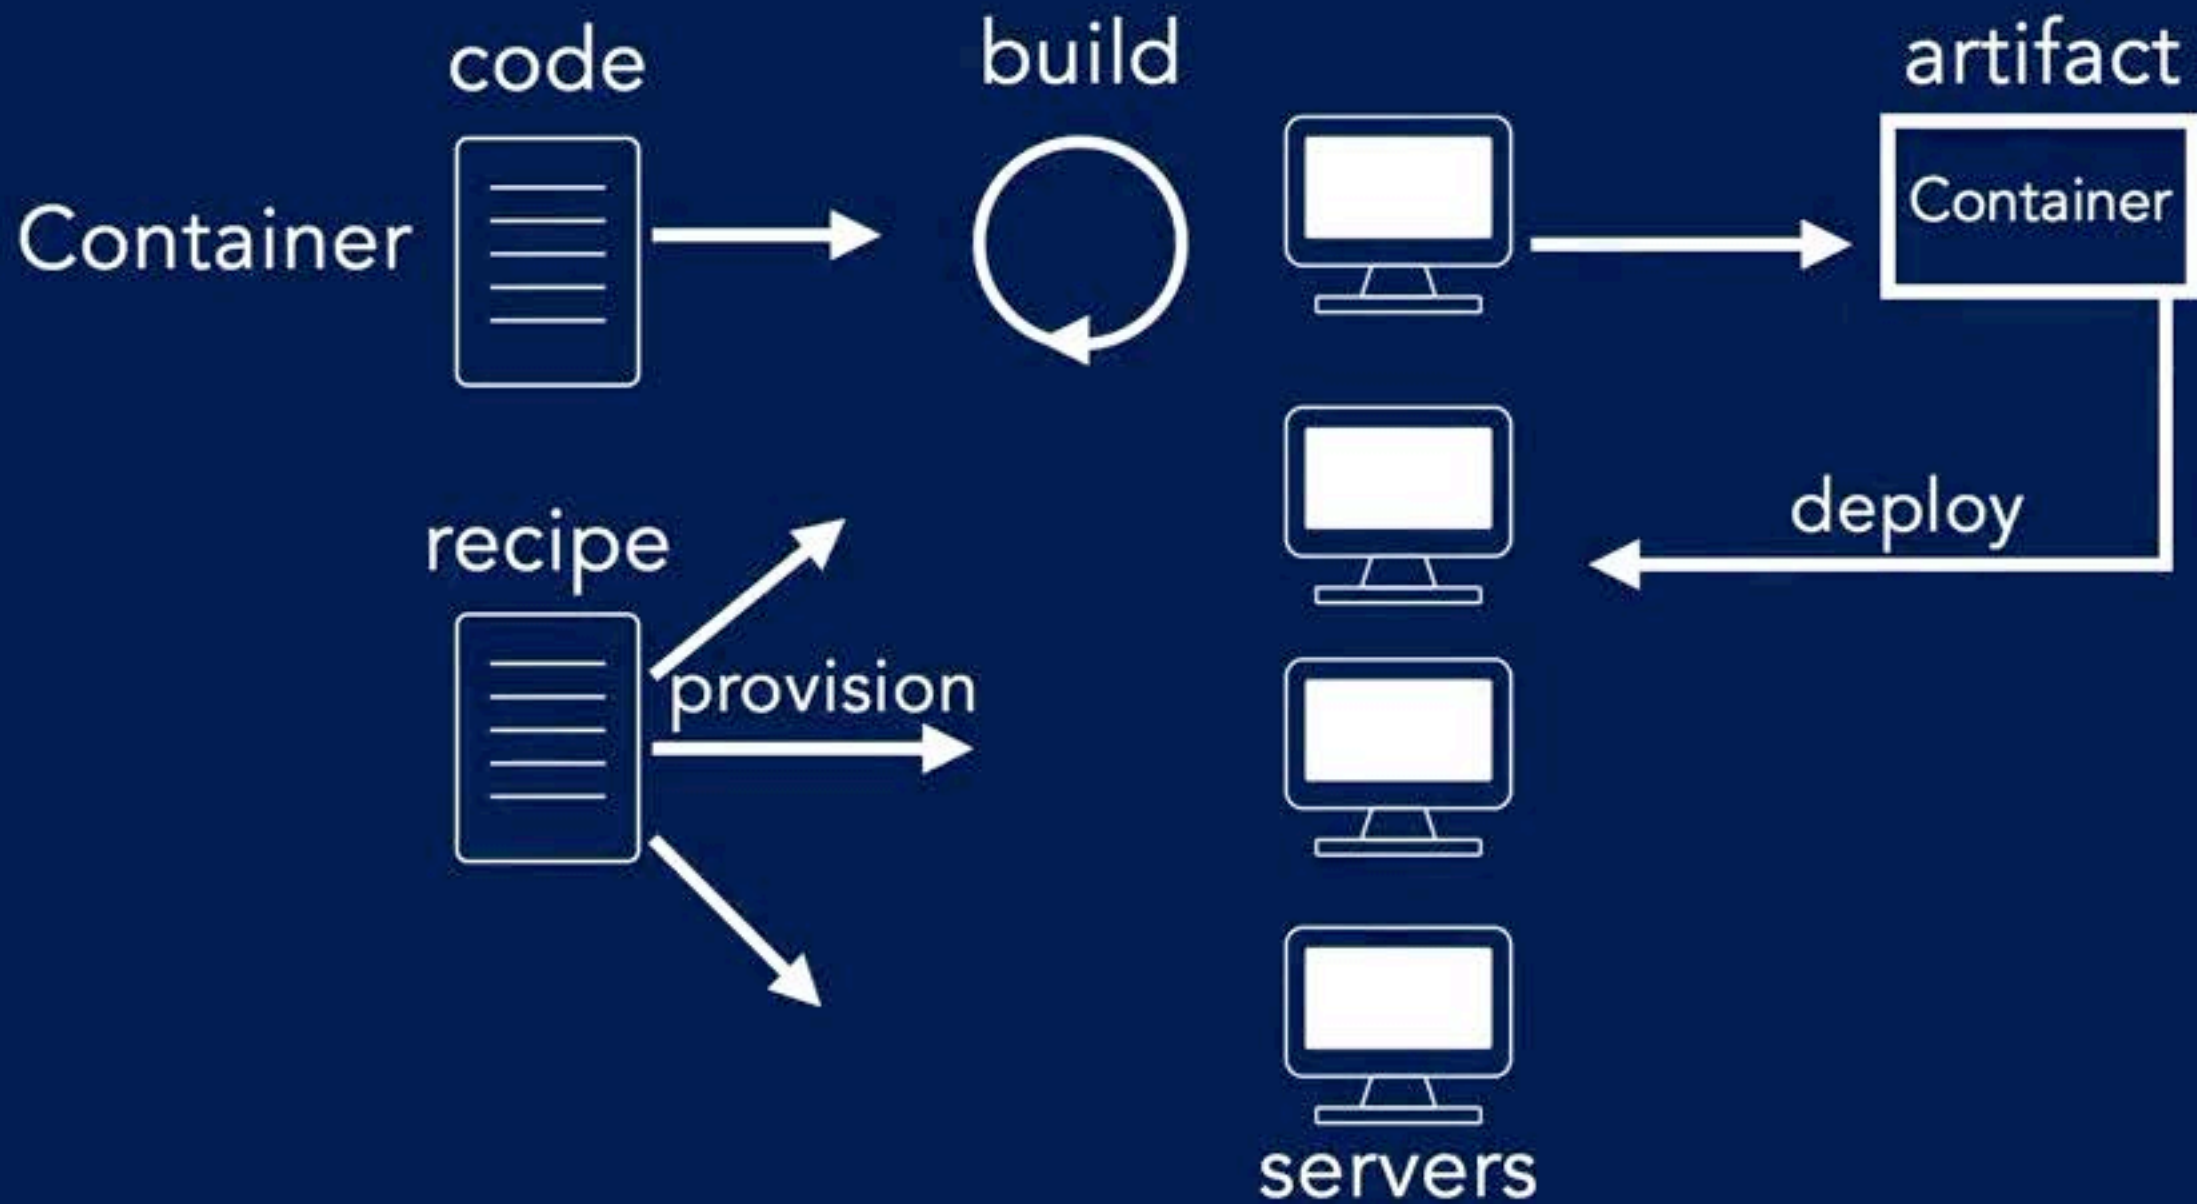 code
build
artifact
Container
Container
deploy
recipe
provision
servers